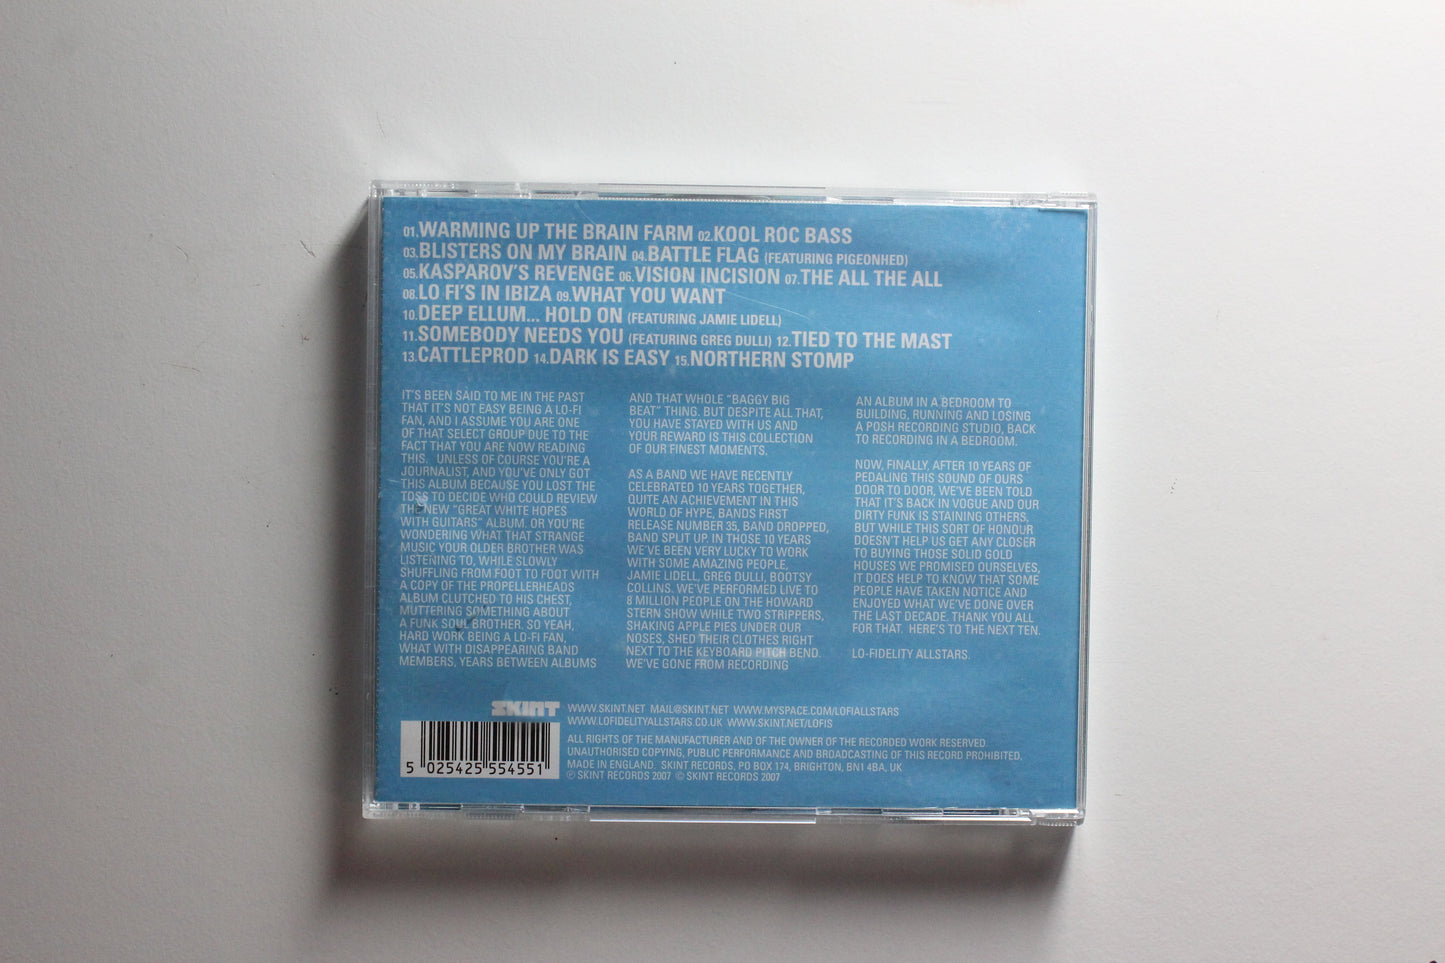 01.WARMING UP THE BRAIN FARM 02.KOOL ROC BASS
03.BLISTERS ON MY BRAIN 04.BATTLE FLAG (FEATURING PIGEONHED)
05.KASPAROV'S REVENGE 06.VISION INCISION 07.THE ALL THE ALL
08.LO FI'S IN IBIZA 09.WHAT YOU WANT
10.DEEP ELLUM... HOLD ON (FEATURING JAMIE LIDELL)
11.SOMEBODY NEEDS YOU (FEATURING GREG DULLI) 12.TIED TO THE MAST
13.CATTLEPROD 14.DARK IS EASY 15.NORTHERN STOMP
IT'S BEEN SAID TO ME IN THE PAST
THAT IT'S NOT EASY BEING A LO-FI
FAN, AND I ASSUME YOU ARE ONE
OF THAT SELECT GROUP DUE TO THE
FACT THAT YOU ARE NOW READING
THIS. UNLESS OF COURSE YOU'RE A
JOURNALIST, AND YOU'VE ONLY GOT
THIS ALBUM BECAUSE YOU LOST THE
TOSS TO DECIDE WHO COULD REVIEW
THE NEW "GREAT WHITE HOPES
WITH GUITARS" ALBUM. OR YOU'RE
WONDERING WHAT THAT STRANGE
MUSIC YOUR OLDER BROTHER WAS
LISTENING TO, WHILE SLOWLY
SHUFFLING FROM FOOT TO FOOT WITH
A COPY OF THE PROPELLERHEADS
ALBUM CLUTCHED TO HIS CHEST,
MUTTERING SOMETHING ABOUT
A FUNK SOUL BROTHER. SO YEAH,
HARD WORK BEING A LO-FI FAN,
WHAT WITH DISAPPEARING BAND
MEMBERS, YEARS BETWEEN ALBUMS
AND THAT WHOLE "BAGGY BIG
BEAT" THING. BUT DESPITE ALL THAT,
YOU HAVE STAYED WITH US AND
YOUR REWARD IS THIS COLLECTION
OF OUR FINEST MOMENTS.
AS A BAND WE HAVE RECENTLY
CELEBRATED 10 YEARS TOGETHER,
QUITE AN ACHIEVEMENT IN THIS
WORLD OF HYPE, BANDS FIRST
RELEASE NUMBER 35, BAND DROPPED,
BAND SPLIT UP. IN THOSE 10 YEARS
WE'VE BEEN VERY LUCKY TO WORK
WITH SOME AMAZING PEOPLE,
JAMIE LIDELL, GREG DULLI, BOOTSY
COLLINS. WE'VE PERFORMED LIVE TO
8 MILLION PEOPLE ON THE HOWARD
STERN SHOW WHILE TWO STRIPPERS,
SHAKING APPLE PIES UNDER OUR
NOSES, SHED THEIR CLOTHES RIGHT
NEXT TO THE KEYBOARD PITCH BEND.
WE'VE GONE FROM RECORDING
AN ALBUM IN A BEDROOM TO
BUILDING, RUNNING AND LOSING
A POSH RECORDING STUDIO, BACK
TO RECORDING IN A BEDROOM.
NOW, FINALLY, AFTER 10 YEARS OF
PEDALING THIS SOUND OF OURS
DOOR TO DOOR, WE'VE BEEN TOLD
THAT IT'S BACK IN VOGUE AND OUR
DIRTY FUNK IS STAINING OTHERS,
BUT WHILE THIS SORT OF HONOUR
DOESN'T HELP US GET ANY CLOSER
TO BUYING THOSE SOLID GOLD
HOUSES WE PROMISED OURSELVES,
IT DOES HELP TO KNOW THAT SOME
PEOPLE HAVE TAKEN NOTICE AND
ENJOYED WHAT WE'VE DONE OVER
THE LAST DECADE. THANK YOU ALL
FOR THAT. HERE'S TO THE NEXT TEN.
LO-FIDELITY ALLSTARS.
SKINT WWW.SKINT.NET MAIL@SKINT.NET WWW.MYSPACE.COM/LOFIALLSTARS
WWW.LOFIDELITYALLSTARS.CO.UK WWW.SKINT.NET/LOFIS
ALL RIGHTS OF THE MANUFACTURER AND OF THE OWNER OF THE RECORDED WORK RESERVED.
UNAUTHORISED COPYING, PUBLIC PERFORMANCE AND BROADCASTING OF THIS RECORD PROHIBITED.
MADE IN ENGLAND. SKINT RECORDS, PO BOX 174, BRIGHTON, BN1 4BA, UK
℗ SKINT RECORDS 2007 © SKINT RECORDS 2007
5 025425 554551